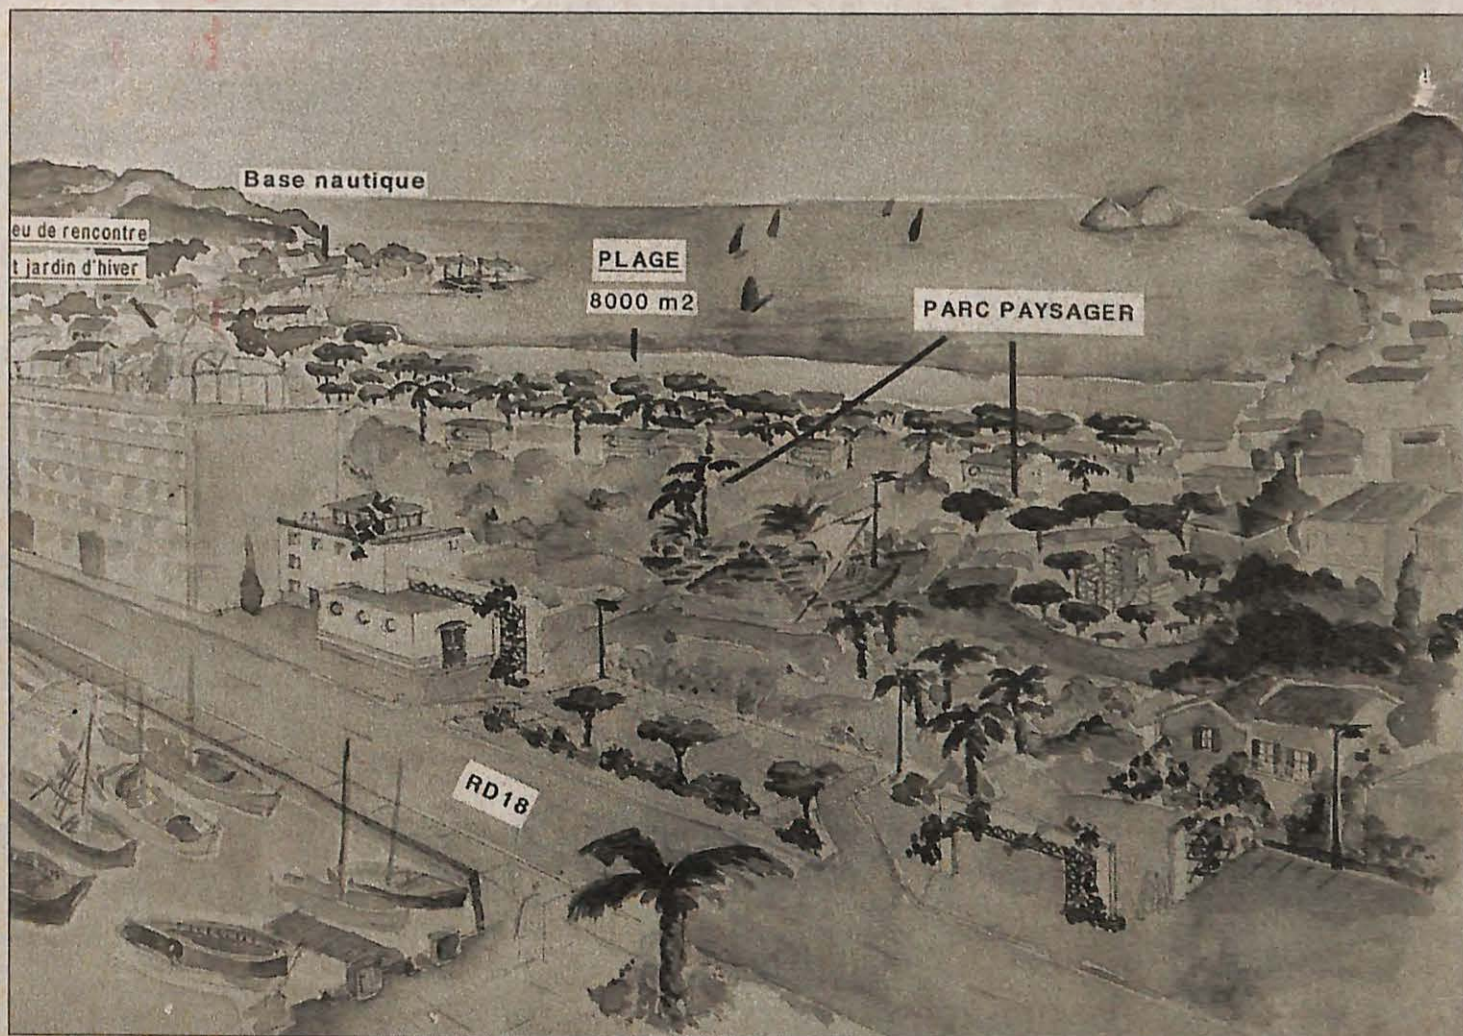 Base nautique
eu de rencontre
t jardin d'hiver
PLAGE
8000 m2
PARC PAYSAGER
RD18